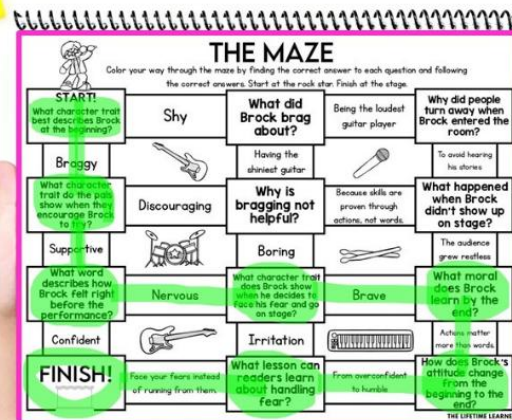 THE MAZE
Color your way through the maze by finding the correct answer to each question and following
the correct answers. Start at the rock star. Finish at the stage.
START!
What character trait
best describes Brock
at the beginning?
Shy
What did
Brock brag
about?
Being the loudest
guitar player
Why did people
turn away when
Brock entered the
room?
Braggy
Having the
shiniest guitar
To avoid hearing
his stories
What character
trait do the pals
show when they
encourage Brock
to try?
Discouraging
Why is
bragging not
helpful?
Because skills are
proven through
actions, not words.
What happened
when Brock
didn't show up
on stage?
Supportive
Boring
The audience
grew restless
What word
describes how
Brock felt right
before the
performance?
Nervous
What character trait
does Brock show
when he decides to
face his fear and go
on stage?
Brave
What moral
does Brock
learn by the
end?
Confident
Irritation
Actions matter
more than words.
FINISH!
Face your fears instead
of running from them.
What lesson can
readers learn
about handling
fear?
From overconfident
to humble
How does Brock's
attitude change
from the
beginning to the
end?
THE LIFETIME LEARNE